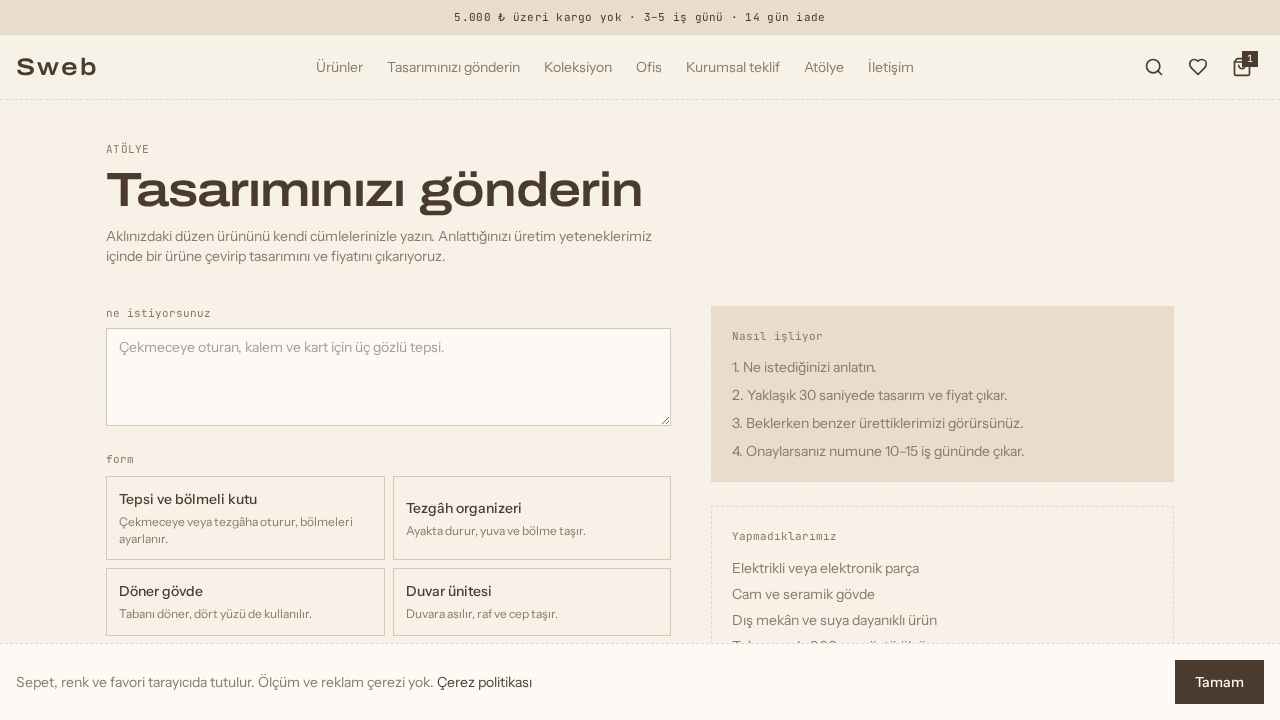 5.000 ₺ üzeri kargo yok · 3–5 iş günü · 14 gün iade
Sweb
Ürünler
Tasarımınızı gönderin
Koleksiyon
Ofis
Kurumsal teklif
Atölye
İletişim
1
ATÖLYE
Tasarımınızı gönderin
Aklınızdaki düzen ürününü kendi cümlelerinizle yazın. Anlattığınızı üretim yeteneklerimiz
içinde bir ürüne çevirip tasarımını ve fiyatını çıkarıyoruz.
ne istiyorsunuz
Çekmeceye oturan, kalem ve kart için üç gözlü tepsi.
form
Tepsi ve bölmeli kutu
Çekmeceye veya tezgâha oturur, bölmeleri
ayarlanır.
Tezgâh organizeri
Ayakta durur, yuva ve bölme taşır.
Döner gövde
Tabanı döner, dört yüzü de kullanılır.
Duvar ünitesi
Duvara asılır, raf ve cep taşır.
Nasıl işliyor
1. Ne istediğinizi anlatın.
2. Yaklaşık 30 saniyede tasarım ve fiyat çıkar.
3. Beklerken benzer ürettiklerimizi görürsünüz.
4. Onaylarsanız numune 10–15 iş gününde çıkar.
Yapmadıklarımız
Elektrikli veya elektronik parça
Cam ve seramik gövde
Dış mekân ve suya dayanıklı ürün
Sepet, renk ve favori tarayıcıda tutulur. Ölçüm ve reklam çerezi yok. Çerez politikası
Tamam